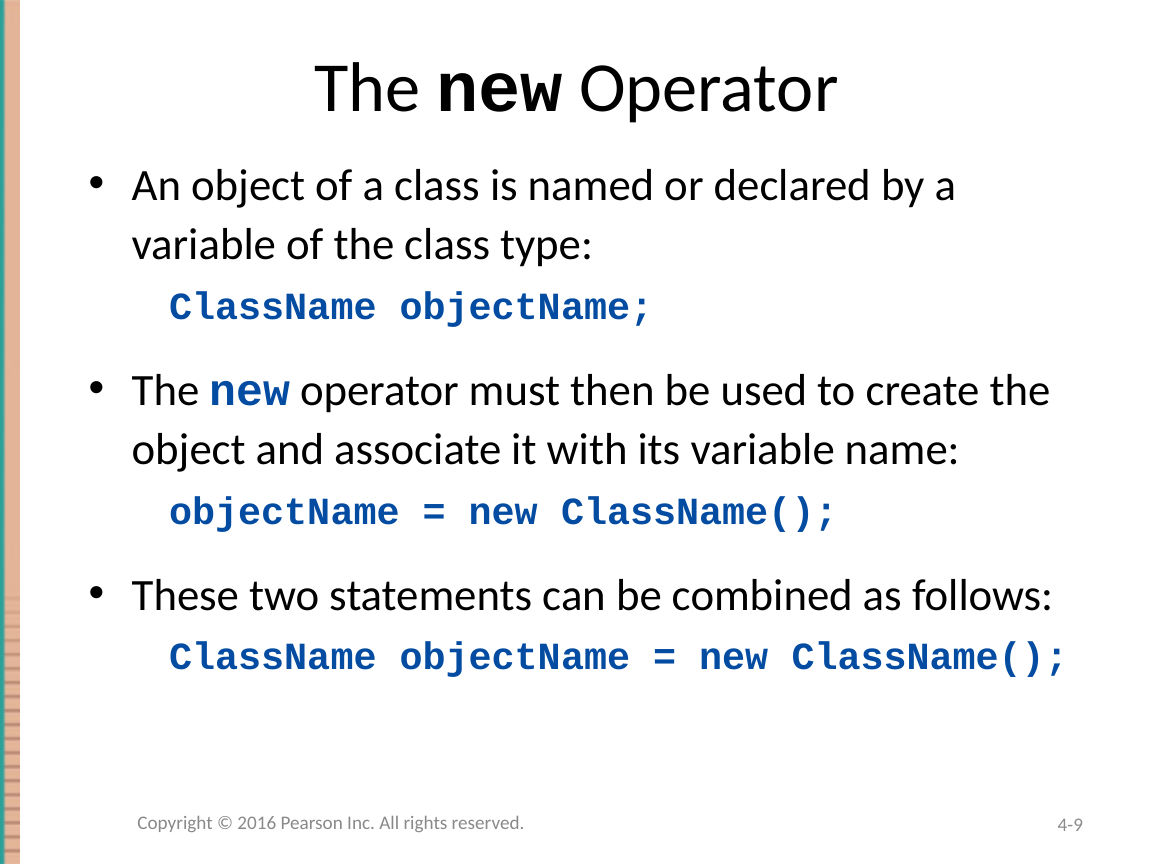 The new Operator
• An object of a class is named or declared by a
variable of the class type:
ClassName objectName;
• The new operator must then be used to create the
object and associate it with its variable name:
objectName = new ClassName();
• These two statements can be combined as follows:
ClassName objectName = new ClassName();
Copyright © 2016 Pearson Inc. All rights reserved.
4-9